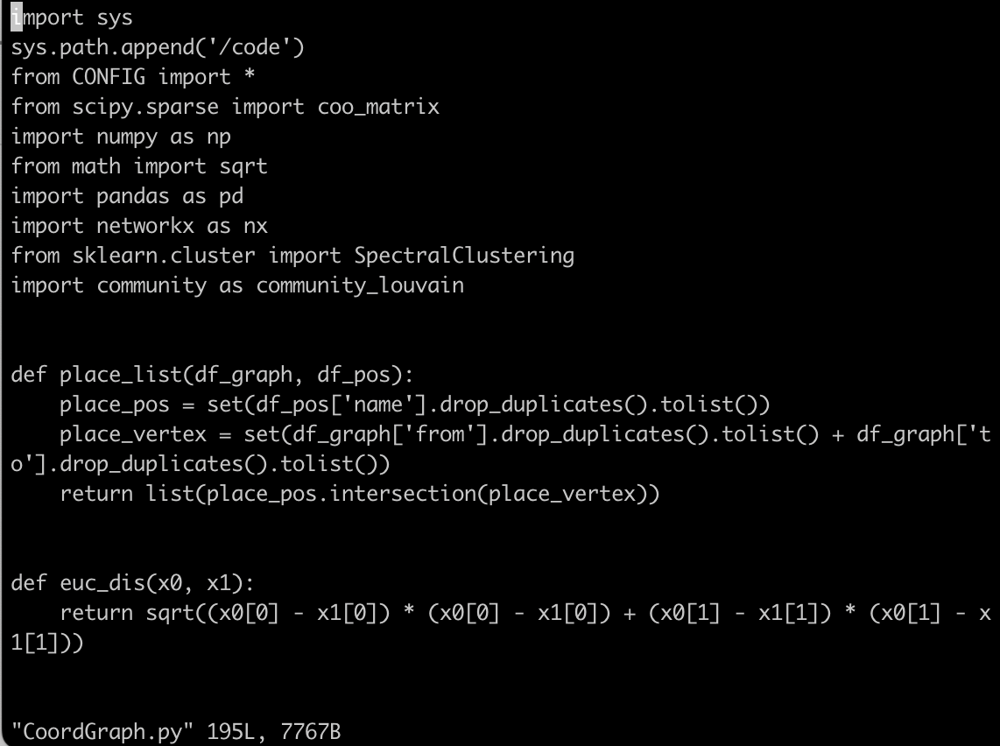 import sys
sys.path.append('/code')
from CONFIG import *
from scipy.sparse import coo_matrix
import numpy as np
from math import sqrt
import pandas as pd
import networkx as nx
from sklearn.cluster import SpectralClustering
import community as community_louvain
def place_list(df_graph, df_pos):
    place_pos = set(df_pos['name'].drop_duplicates().tolist())
    place_vertex = set(df_graph['from'].drop_duplicates().tolist() + df_graph['t
o'].drop_duplicates().tolist())
    return list(place_pos.intersection(place_vertex))
def euc_dis(x0, x1):
    return sqrt((x0[0] - x1[0]) * (x0[0] - x1[0]) + (x0[1] - x1[1]) * (x0[1] - x
1[1]))
"CoordGraph.py" 195L, 7767B